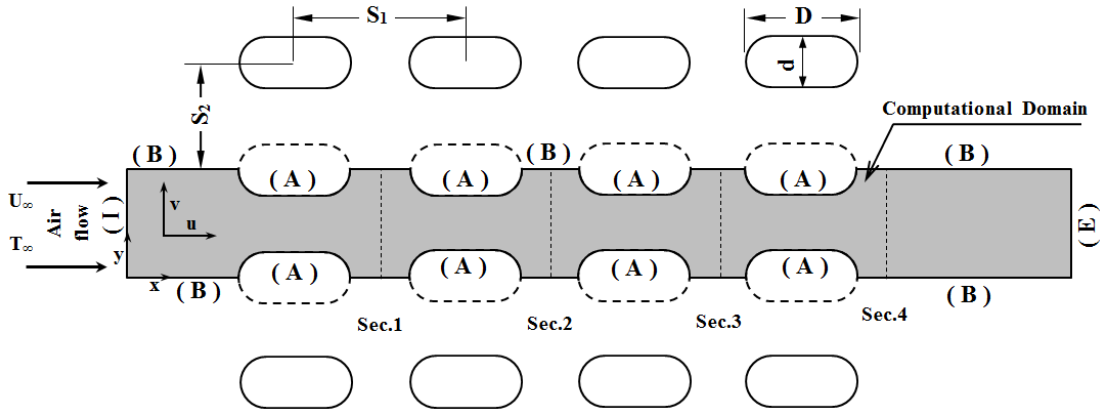 S₁
D
d
S₂
Computational Domain
( B )
( B )
( B )
( A )
( A )
( A )
( A )
U∞
T∞
Air
flow
( I )
v
u
y
x
( E )
( A )
( A )
( A )
( A )
( B )
( B )
Sec.1
Sec.2
Sec.3
Sec.4